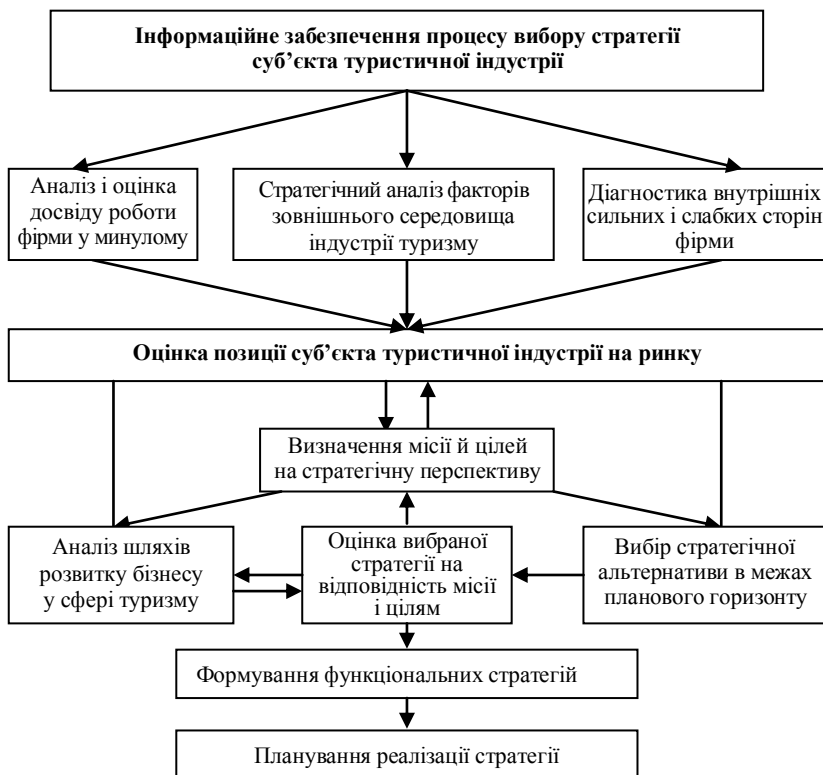 Інформаційне забезпечення процесу вибору стратегії
суб’єкта туристичної індустрії
Аналіз і оцінка
досвіду роботи
фірми у минулому
Стратегічний аналіз факторів
зовнішнього середовища
індустрії туризму
Діагностика внутрішніх
сильних і слабких сторін
фірми
Оцінка позиції суб’єкта туристичної індустрії на ринку
Визначення місії й цілей
на стратегічну перспективу
Аналіз шляхів
розвитку бізнесу
у сфері туризму
Оцінка вибраної
стратегії на
відповідність місії
і цілям
Вибір стратегічної
альтернативи в межах
планового горизонту
Формування функціональних стратегій
Планування реалізації стратегії